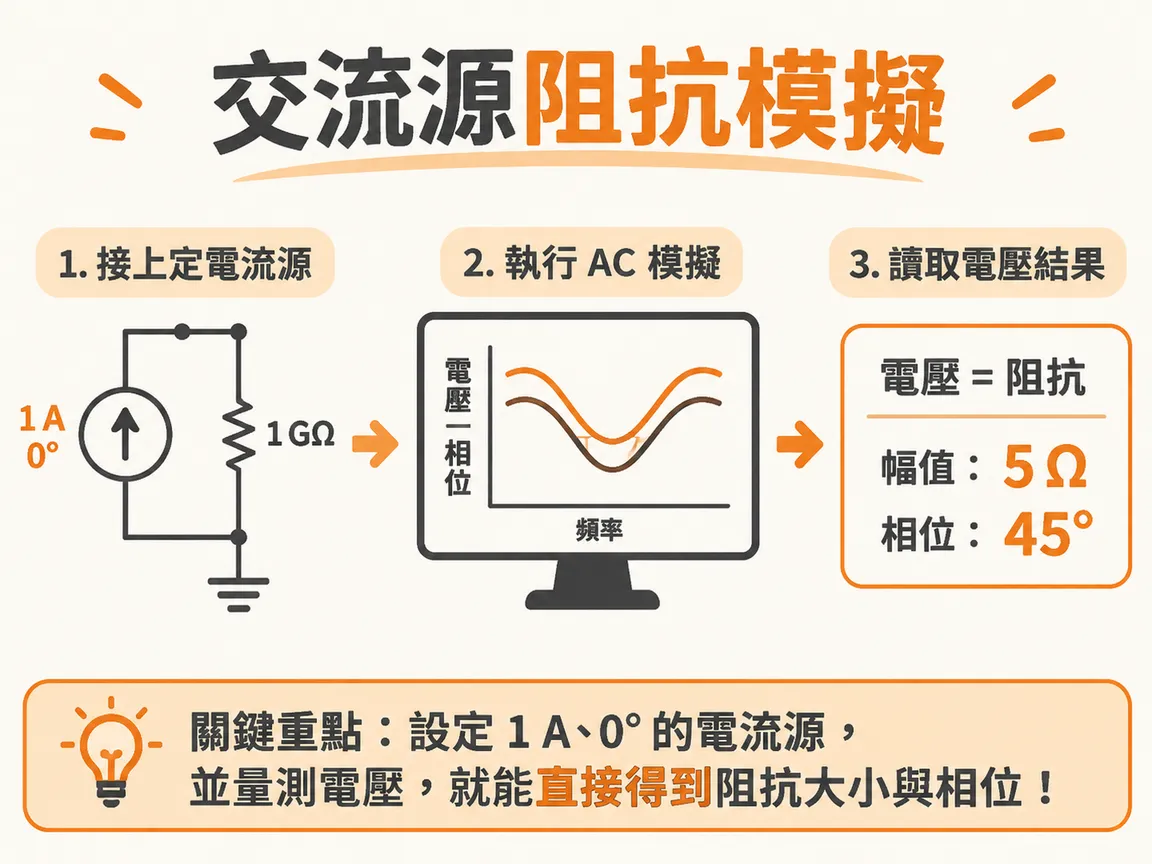 交流源阻抗模擬
1. 接上定電流源
1 A
0°
1 GΩ
2. 執行 AC 模擬
電壓—相位
頻率
3. 讀取電壓結果
電壓 = 阻抗
幅值： 5 Ω
相位： 45°
關鍵重點：設定 1 A、0° 的電流源，
並量測電壓，就能直接得到阻抗大小與相位！